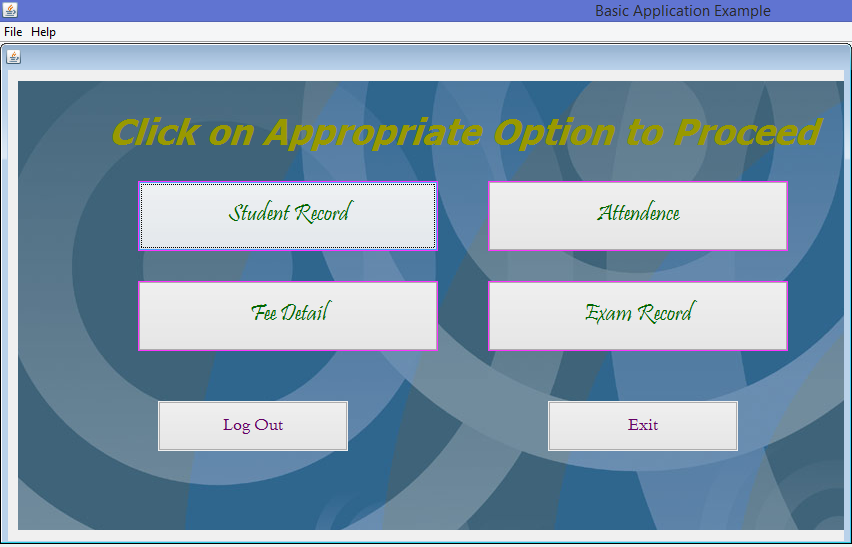 Basic Application Example
File Help
Click on Appropriate Option to Proceed
Student Record Attendence
Fee Detail Exam Record
Log Out Exit